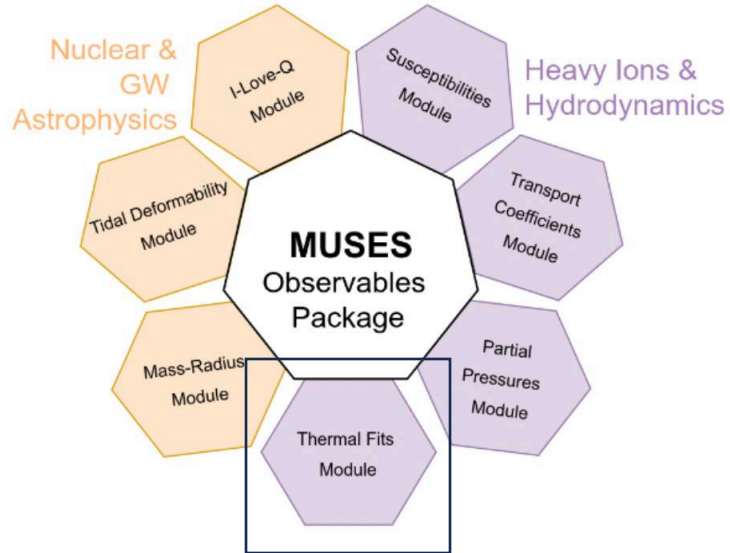 Nuclear &
GW
Astrophysics
I-Love-Q
Module
Susceptibilities
Module
Heavy Ions &
Hydrodynamics
Tidal Deformability
Module
Transport
Coefficients
Module
MUSES
Observables
Package
Mass-Radius
Module
Partial
Pressures
Module
Thermal Fits
Module